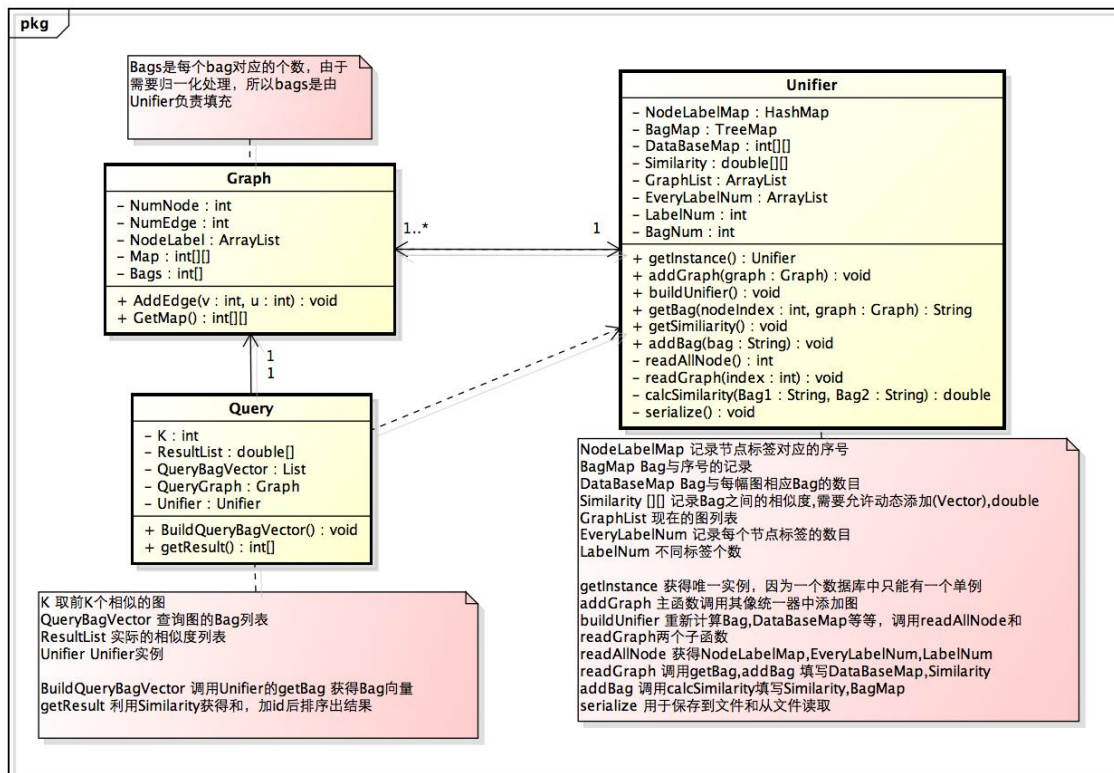 pkg
Bags是每个bag对应的个数，由于
需要归一化处理，所以bags是由
Unifier负责填充
Graph
- NumNode : int
- NumEdge : int
- NodeLabel : ArrayList
- Map : int[][]
- Bags : int[]
+ AddEdge(v : int, u : int) : void
+ GetMap() : int[][]
1..*
1
Unifier
- NodeLabelMap : HashMap
- BagMap : TreeMap
- DataBaseMap : int[][]
- Similarity : double[][]
- GraphList : ArrayList
- EveryLabelNum : ArrayList
- LabelNum : int
- BagNum : int
+ getInstance() : Unifier
+ addGraph(graph : Graph) : void
+ buildUnifier() : void
+ getBag(nodeIndex : int, graph : Graph) : String
+ getSimiliarity() : void
+ addBag(bag : String) : void
- readAllNode() : int
- readGraph(index : int) : void
- calcSimilarity(Bag1 : String, Bag2 : String) : double
- serialize() : void
1
1
Query
- K : int
- ResultList : double[]
- QueryBagVector : List
- QueryGraph : Graph
- Unifier : Unifier
+ BuildQueryBagVector() : void
+ getResult() : int[]
K 取前K个相似的图
QueryBagVector 查询图的Bag列表
ResultList 实际的相似度列表
Unifier Unifier实例
BuildQueryBagVector 调用Unifier的getBag 获得Bag向量
getResult 利用Similarity获得和，加id后排序出结果
NodeLabelMap 记录节点标签对应的序号
BagMap Bag与序号的记录
DataBaseMap Bag与每幅图相应Bag的数目
Similarity [][] 记录Bag之间的相似度,需要允许动态添加(Vector),double
GraphList 现在的图列表
EveryLabelNum 记录每个节点标签的数目
LabelNum 不同标签个数
getInstance 获得唯一实例，因为一个数据库中只能有一个单例
addGraph 主函数调用其像统一器中添加图
buildUnifier 重新计算Bag,DataBaseMap等等，调用readAllNode和
readGraph两个子函数
readAllNode 获得NodeLabelMap,EveryLabelNum,LabelNum
readGraph 调用getBag,addBag 填写DataBaseMap,Similarity
addBag 调用calcSimilarity填写Similarity,BagMap
serialize 用于保存到文件和从文件读取